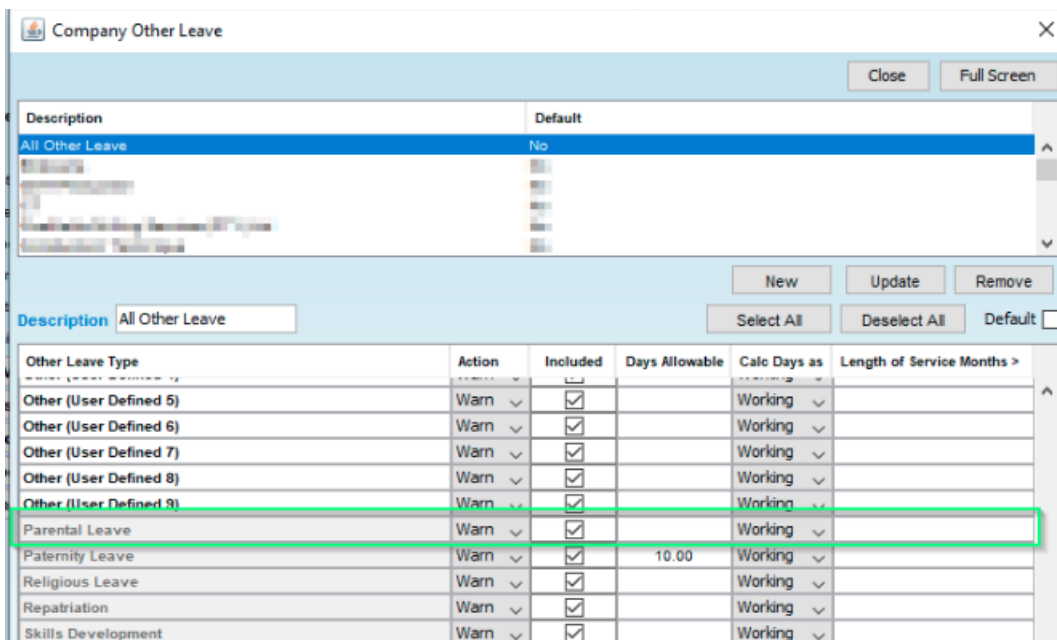 Company Other Leave
Close Full Screen
Description Default
All Other Leave No
New Update Remove
Description All Other Leave Select All Deselect All Default
Other Leave Type Action Included Days Allowable Calc Days as Length of Service Months >
Other (User Defined 5) Warn Working
Other (User Defined 6) Warn Working
Other (User Defined 7) Warn Working
Other (User Defined 8) Warn Working
Other (User Defined 9) Warn Working
Parental Leave Warn Working
Paternity Leave Warn 10.00 Working
Religious Leave Warn Working
Repatriation Warn Working
Skills Development Warn Working